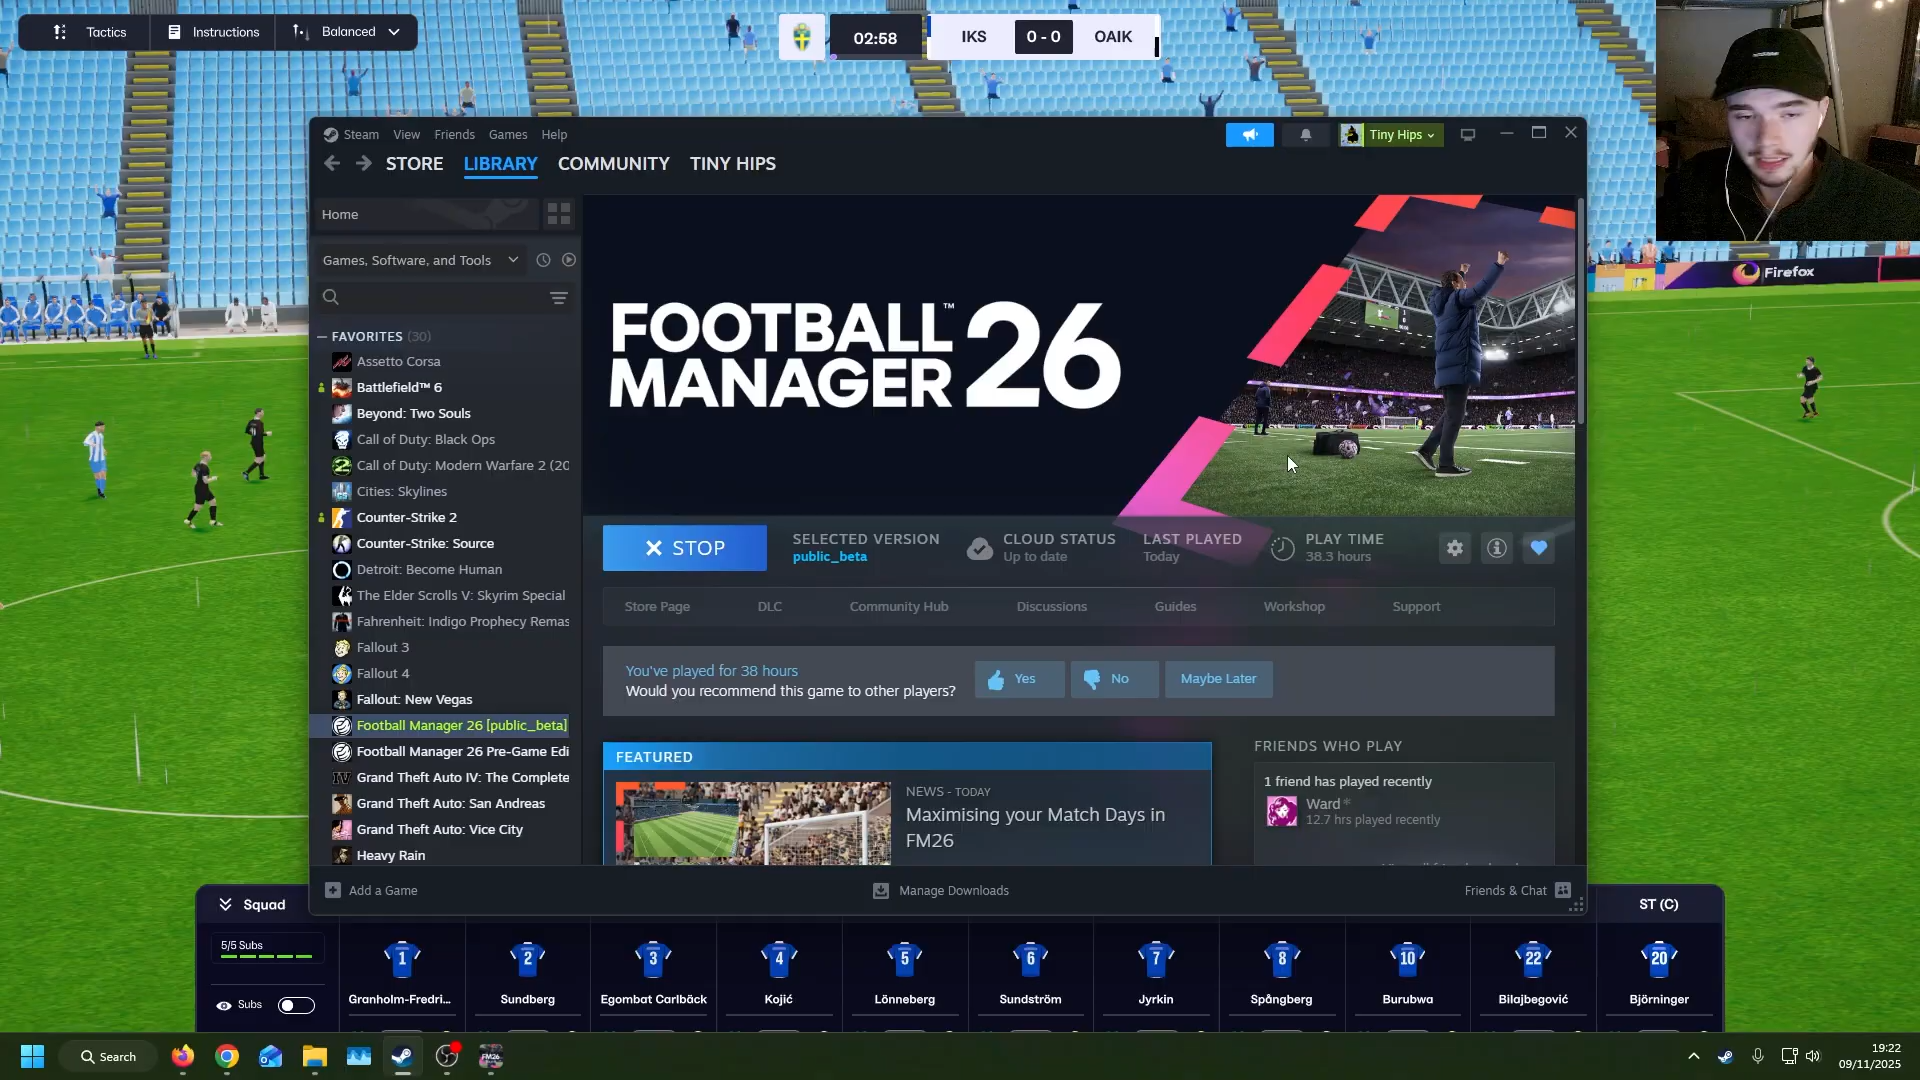 Tactics
Instructions
Balanced
02:58
IKS
0 - 0
OAIK
Steam
View
Friends
Games
Help
Tiny Hips
STORE
LIBRARY
COMMUNITY
TINY HIPS
Home
Games, Software, and Tools
FAVORITES (30)
Assetto Corsa
Battlefield™ 6
Beyond: Two Souls
Call of Duty: Black Ops
Call of Duty: Modern Warfare 2 (20
Cities: Skylines
Counter-Strike 2
Counter-Strike: Source
Detroit: Become Human
The Elder Scrolls V: Skyrim Special
Fahrenheit: Indigo Prophecy Remas
Fallout 3
Fallout 4
Fallout: New Vegas
Football Manager 26 [public_beta]
Football Manager 26 Pre-Game Edi
Grand Theft Auto IV: The Complete
Grand Theft Auto: San Andreas
Grand Theft Auto: Vice City
Heavy Rain
FOOTBALL™
MANAGER 26
Firefox
STOP
SELECTED VERSION
public_beta
CLOUD STATUS
Up to date
LAST PLAYED
Today
PLAY TIME
38.3 hours
Store Page
DLC
Community Hub
Discussions
Guides
Workshop
Support
You've played for 38 hours
Would you recommend this game to other players?
Yes
No
Maybe Later
FEATURED
NEWS - TODAY
Maximising your Match Days in
FM26
FRIENDS WHO PLAY
1 friend has played recently
Ward *
12.7 hrs played recently
Add a Game
Manage Downloads
Friends & Chat
Squad
ST (C)
5/5 Subs
Subs
1
Granholm-Fredri...
2
Sundberg
3
Egombat Carlbäck
4
Kojić
5
Lönneberg
6
Sundström
7
Jyrkin
8
Spångberg
10
Burubwa
22
Bilajbegović
20
Björninger
Search
FM26
19:22
09/11/2025